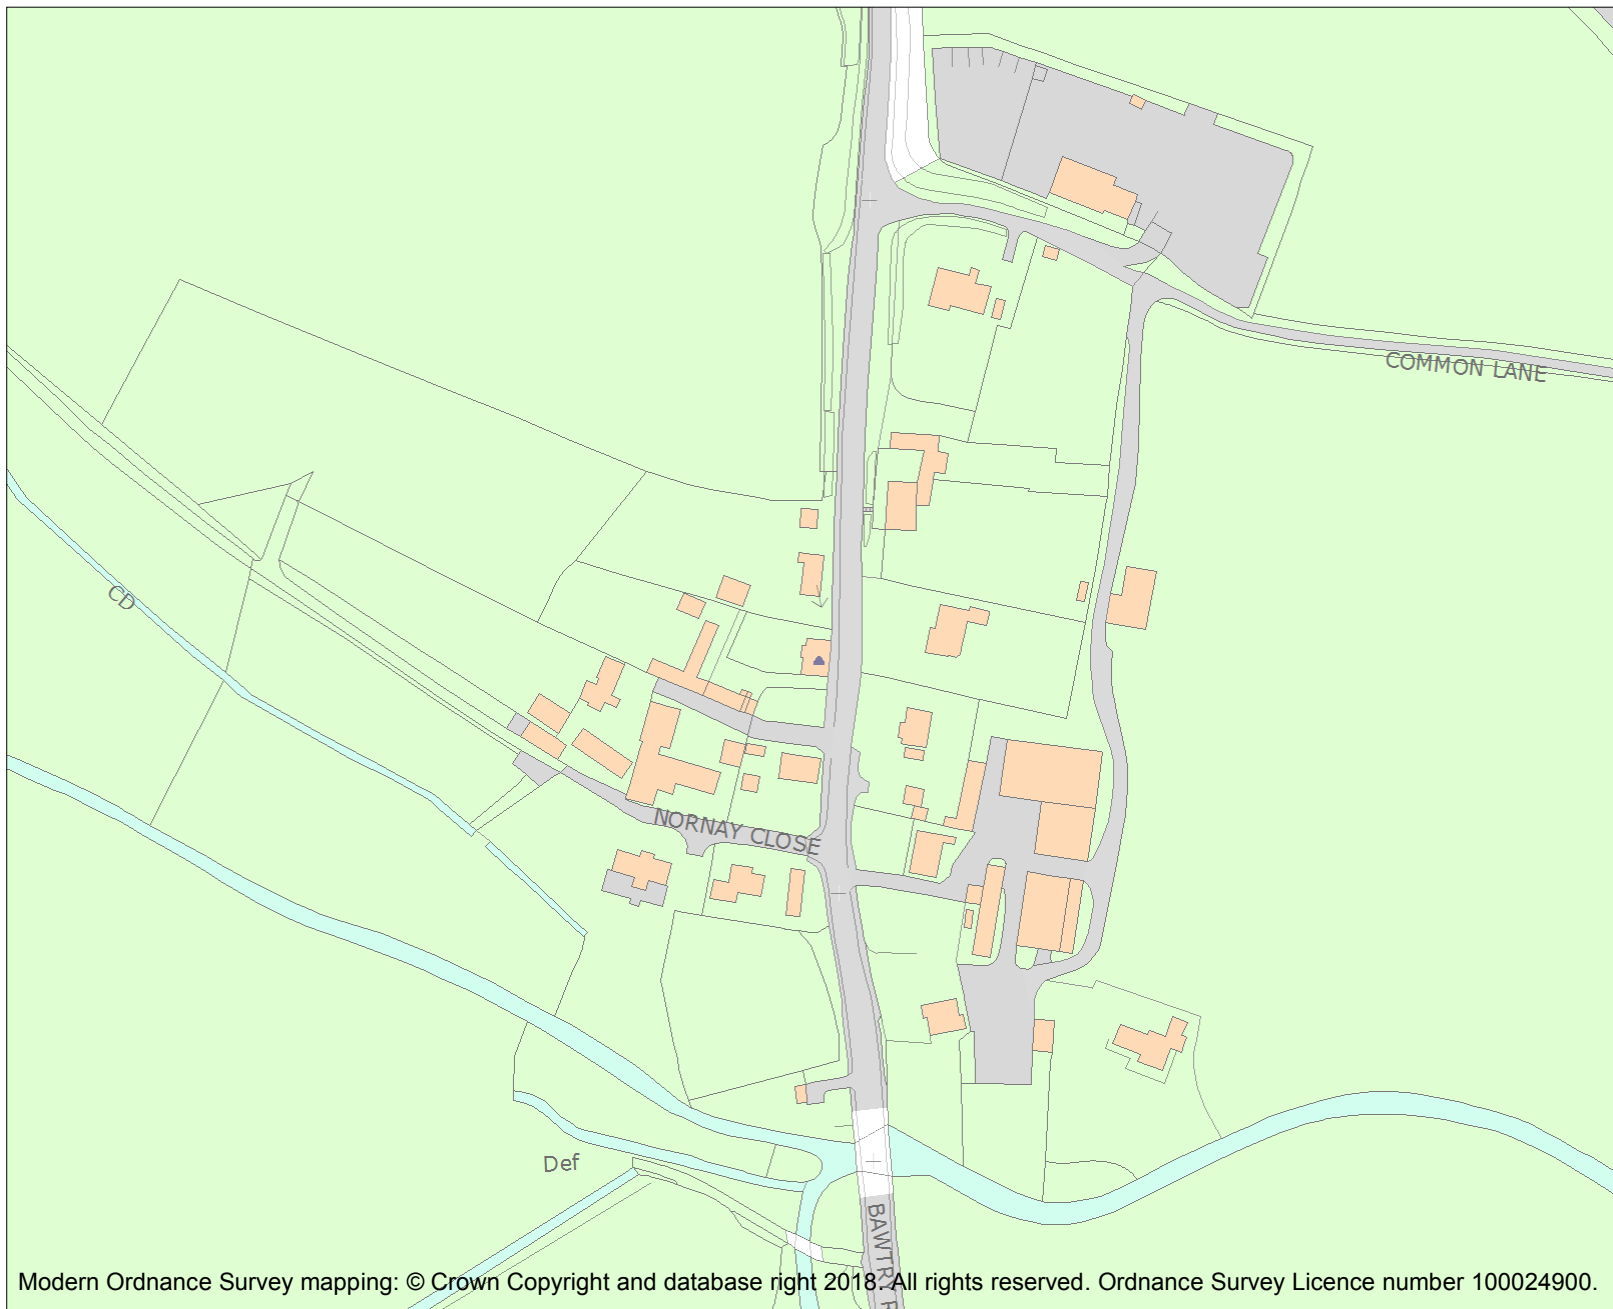 COMMON LANE
CD
NORNAY CLOSE
Def
BAWTRY R
Modern Ordnance Survey mapping: © Crown Copyright and database right 2018. All rights reserved. Ordnance Survey Licence number 100024900.